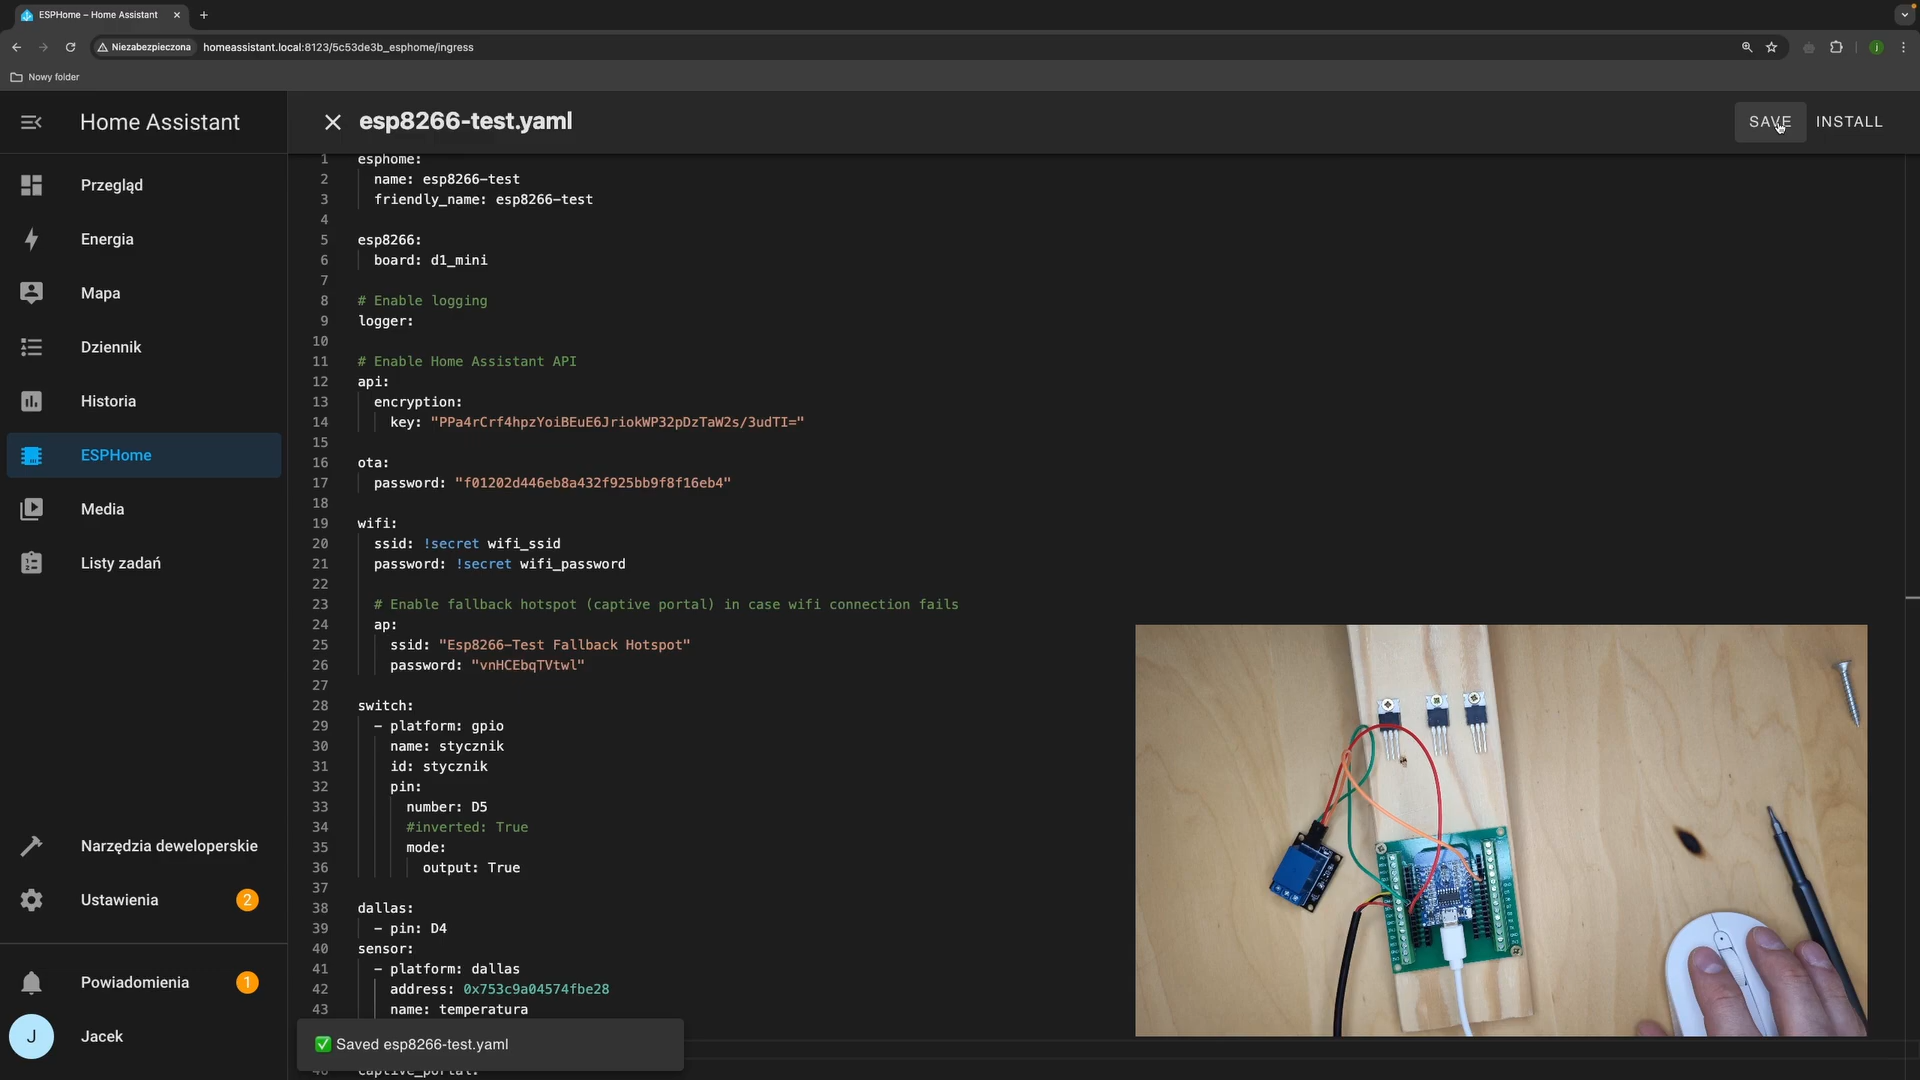 ESPHome – Home Assistant
Niezabezpieczona
homeassistant.local:8123/5c53de3b_esphome/ingress
j
Nowy folder
Home Assistant
esp8266-test.yaml
SAVE
INSTALL
Przegląd
Energia
Mapa
Dziennik
Historia
ESPHome
Media
Listy zadań
Narzędzia deweloperskie
Ustawienia 2
Powiadomienia 1
J Jacek
1 esphome:
2 name: esp8266-test
3 friendly_name: esp8266-test
4
5 esp8266:
6 board: d1_mini
7
8 # Enable logging
9 logger:
10
11 # Enable Home Assistant API
12 api:
13 encryption:
14 key: "PPa4rCrf4hpzYoiBEuE6JriokWP32pDzTaW2s/3udTI="
15
16 ota:
17 password: "f01202d446eb8a432f925bb9f8f16eb4"
18
19 wifi:
20 ssid: !secret wifi_ssid
21 password: !secret wifi_password
22
23 # Enable fallback hotspot (captive portal) in case wifi connection fails
24 ap:
25 ssid: "Esp8266-Test Fallback Hotspot"
26 password: "vnHCEbqTVtwl"
27
28 switch:
29 - platform: gpio
30 name: stycznik
31 id: stycznik
32 pin:
33 number: D5
34 #inverted: True
35 mode:
36 output: True
37
38 dallas:
39 - pin: D4
40 sensor:
41 - platform: dallas
42 address: 0x753c9a04574fbe28
43 name: temperatura
Saved esp8266-test.yaml
captive_portal: